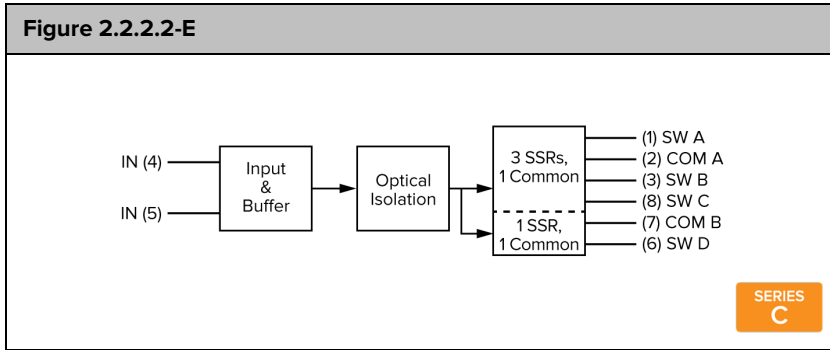 Figure 2.2.2.2-E
IN (4)
IN (5)
Input
&
Buffer
Optical
Isolation
3 SSRs,
1 Common
1 SSR,
1 Common
(1) SW A
(2) COM A
(3) SW B
(8) SW C
(7) COM B
(6) SW D
SERIES
C